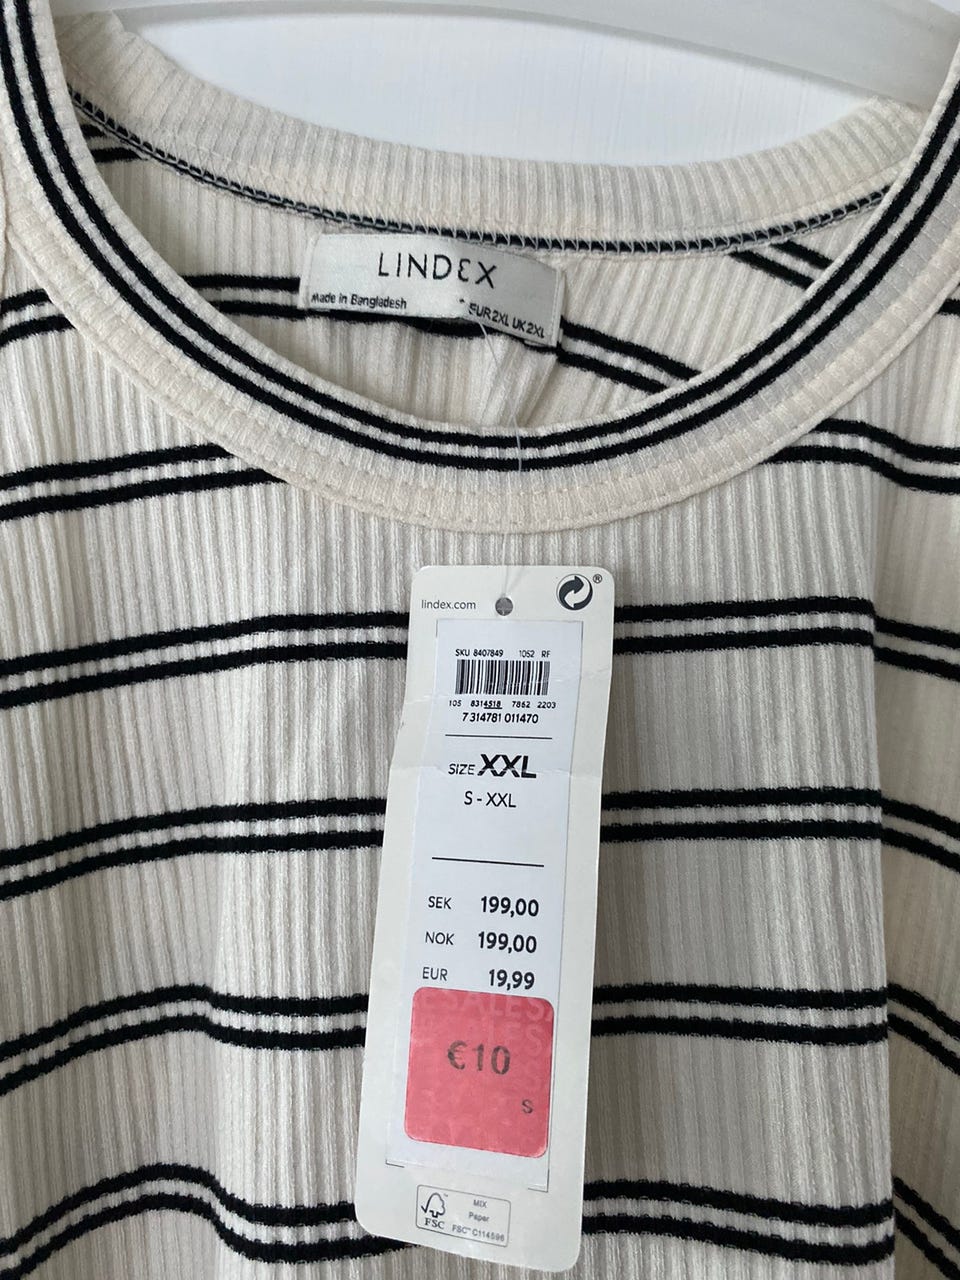 LINDEX
Made in Bangladesh
EUR 2XL UK 2XL
lindex.com
®
SKU 8407849 1052 RF
105 8314518 7862 2203
7 314781 011470
SIZE XXL
S - XXL
SEK 199,00
NOK 199,00
EUR 19,99
SALES
€10
S
FSC
MIX
Paper
FSC® C114596